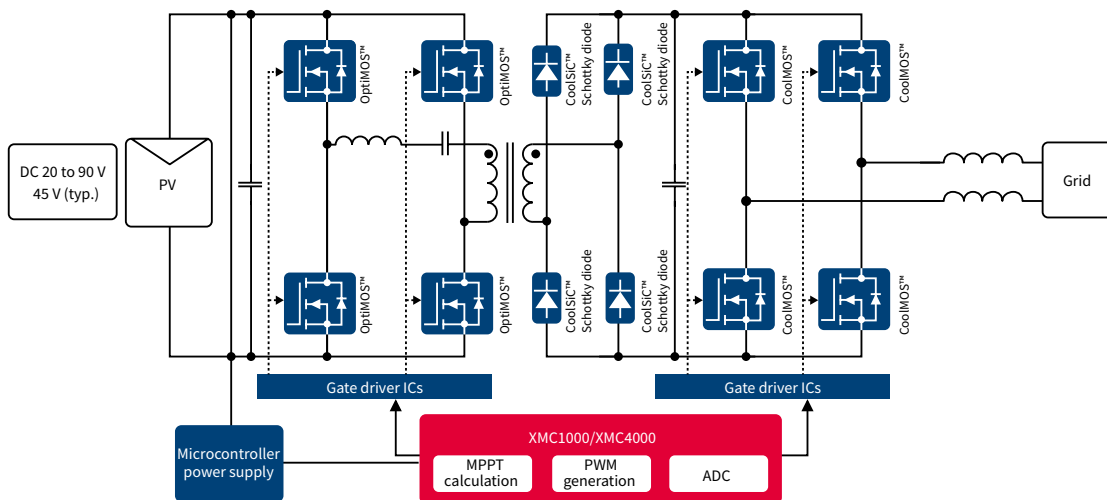 OptiMOS™
OptiMOS™
CoolSiC™
Schottky diode
CoolSiC™
Schottky diode
CoolMOS™
CoolMOS™
DC 20 to 90 V
45 V (typ.)
PV
Grid
OptiMOS™
OptiMOS™
CoolSiC™
Schottky diode
CoolSiC™
Schottky diode
CoolMOS™
CoolMOS™
Gate driver ICs
Gate driver ICs
Microcontroller
power supply
XMC1000/XMC4000
MPPT
calculation
PWM
generation
ADC